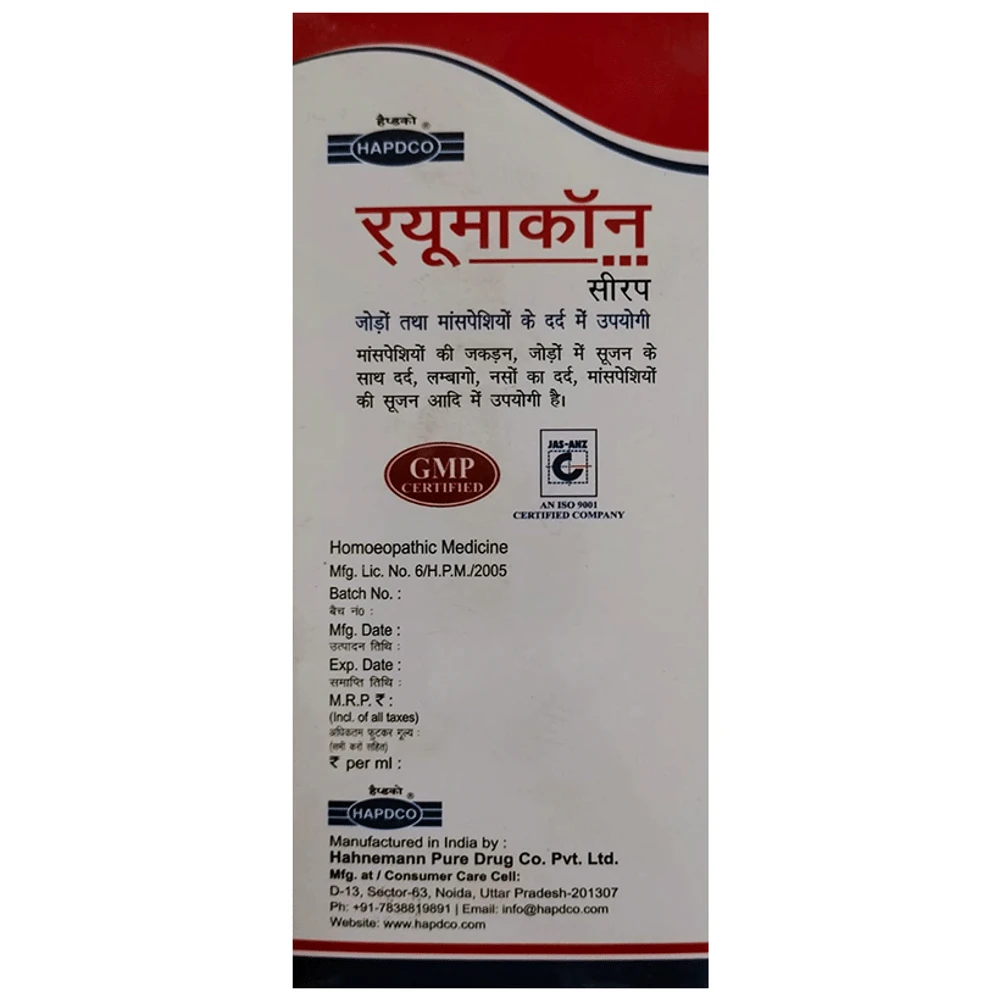 हैप्डको ®
HAPDCO
र्‍यूमाकॉन
सीरप
जोड़ों तथा मांसपेशियों के दर्द में उपयोगी
मांसपेशियों की जकड़न, जोड़ों में सूजन के
साथ दर्द, लम्बागो, नसों का दर्द, मांसपेशियों
की सूजन आदि में उपयोगी है।
GMP
CERTIFIED
JAS-ANZ
AN ISO 9001
CERTIFIED COMPANY
Homoeopathic Medicine
Mfg. Lic. No. 6/H.P.M./2005
Batch No. :
बैच नं० :
Mfg. Date :
उत्पादन तिथि :
Exp. Date :
समाप्ति तिथि :
M.R.P. ₹ :
(Incl. of all taxes)
अधिकतम फुटकर मूल्य :
(सभी करों सहित)
₹ per ml :
हैप्डको ®
HAPDCO
Manufactured in India by :
Hahnemann Pure Drug Co. Pvt. Ltd.
Mfg. at / Consumer Care Cell:
D-13, Sector-63, Noida, Uttar Pradesh-201307
Ph: +91-7838819891 | Email: info@hapdco.com
Website: www.hapdco.com